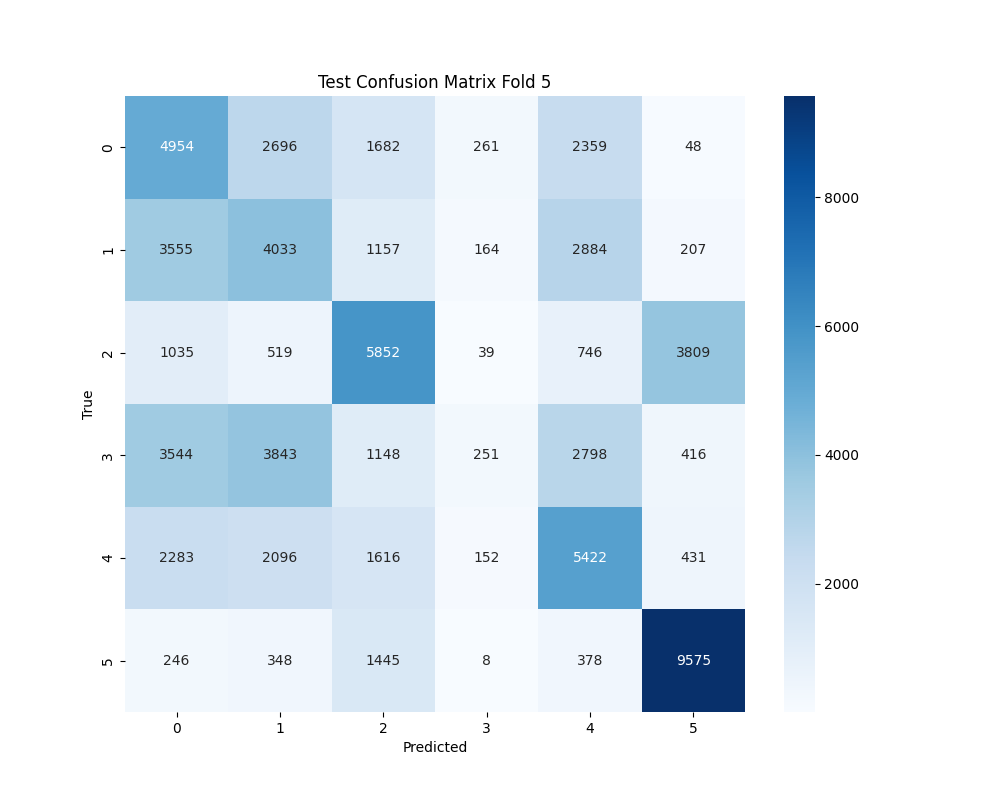 Test Confusion Matrix Fold 5
0 4954 2696 1682 261 2359 48
1 3555 4033 1157 164 2884 207
2 1035 519 5852 39 746 3809
3 3544 3843 1148 251 2798 416
4 2283 2096 1616 152 5422 431
5 246 348 1445 8 378 9575
0 1 2 3 4 5
Predicted
True
8000
6000
4000
2000